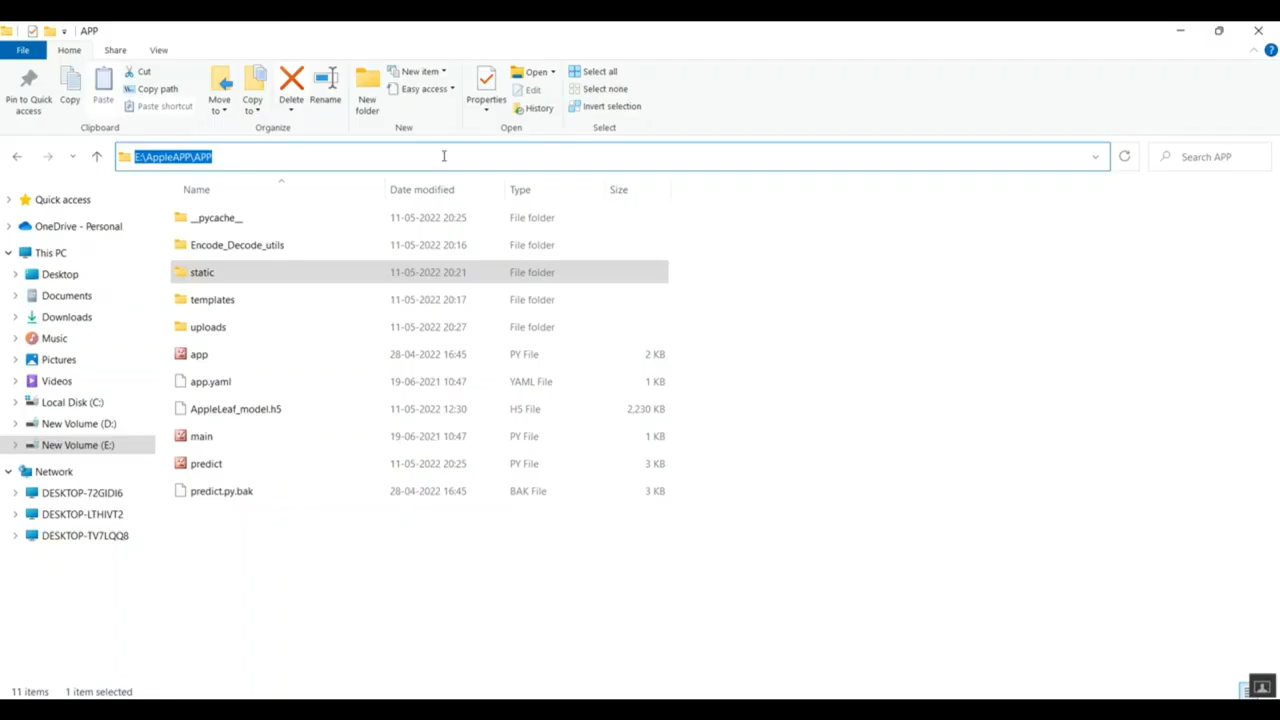 APP
File Home Share View
Pin to Quick access
Copy
Paste
Cut
Copy path
Paste shortcut
Clipboard
Move to
Copy to
Delete
Rename
Organize
New folder
New item
Easy access
New
Properties
Open
Edit
History
Open
Select all
Select none
Invert selection
Select
E:\AppleAPP\APP
Search APP
Quick access
OneDrive - Personal
This PC
Desktop
Documents
Downloads
Music
Pictures
Videos
Local Disk (C:)
New Volume (D:)
New Volume (E:)
Network
DESKTOP-72GIDI6
DESKTOP-LTHIVT2
DESKTOP-TV7LQQ8
Name Date modified Type Size
__pycache__ 11-05-2022 20:25 File folder
Encode_Decode_utils 11-05-2022 20:16 File folder
static 11-05-2022 20:21 File folder
templates 11-05-2022 20:17 File folder
uploads 11-05-2022 20:27 File folder
app 28-04-2022 16:45 PY File 2 KB
app.yaml 19-06-2021 10:47 YAML File 1 KB
AppleLeaf_model.h5 11-05-2022 12:30 H5 File 2,230 KB
main 19-06-2021 10:47 PY File 1 KB
predict 11-05-2022 20:25 PY File 3 KB
predict.py.bak 28-04-2022 16:45 BAK File 3 KB
11 items 1 item selected